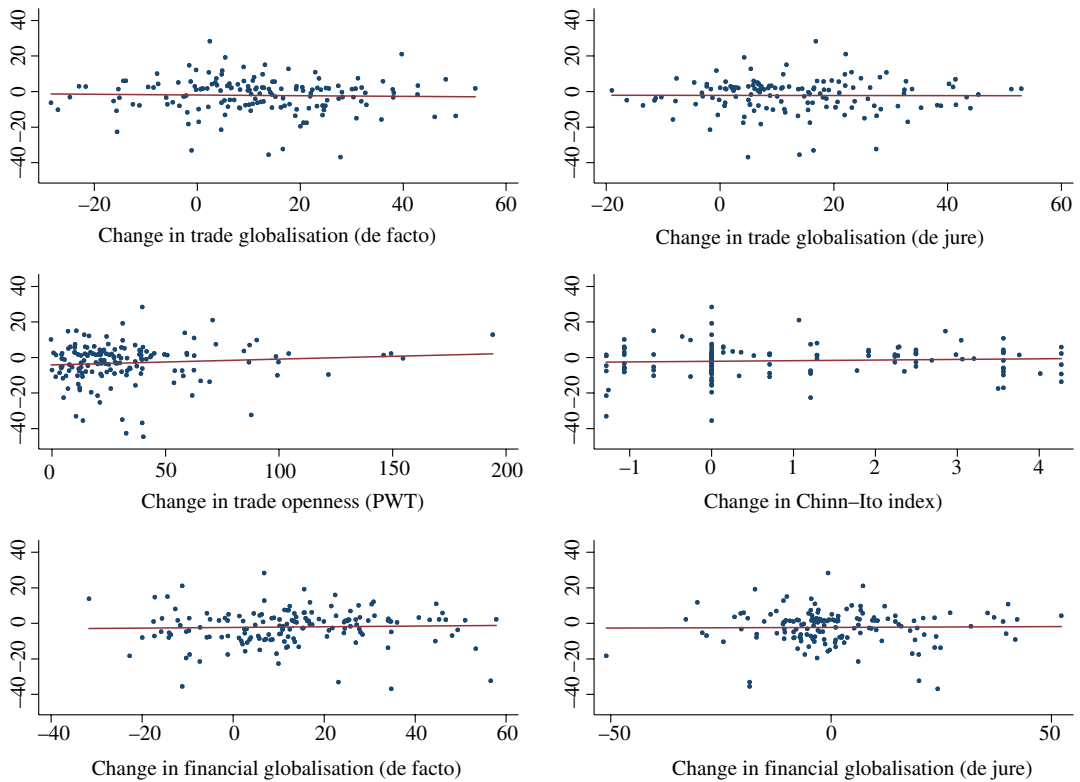 40
20
0
−20
−40
−20 0 20 40 60
Change in trade globalisation (de facto)
40
20
0
−20
−40
−20 0 20 40 60
Change in trade globalisation (de jure)
40
20
0
−20
−40
0 50 100 150 200
Change in trade openness (PWT)
40
20
0
−20
−40
−1 0 1 2 3 4
Change in Chinn–Ito index)
40
20
0
−20
−40
−40 −20 0 20 40 60
Change in financial globalisation (de facto)
40
20
0
−20
−40
−50 0 50
Change in financial globalisation (de jure)